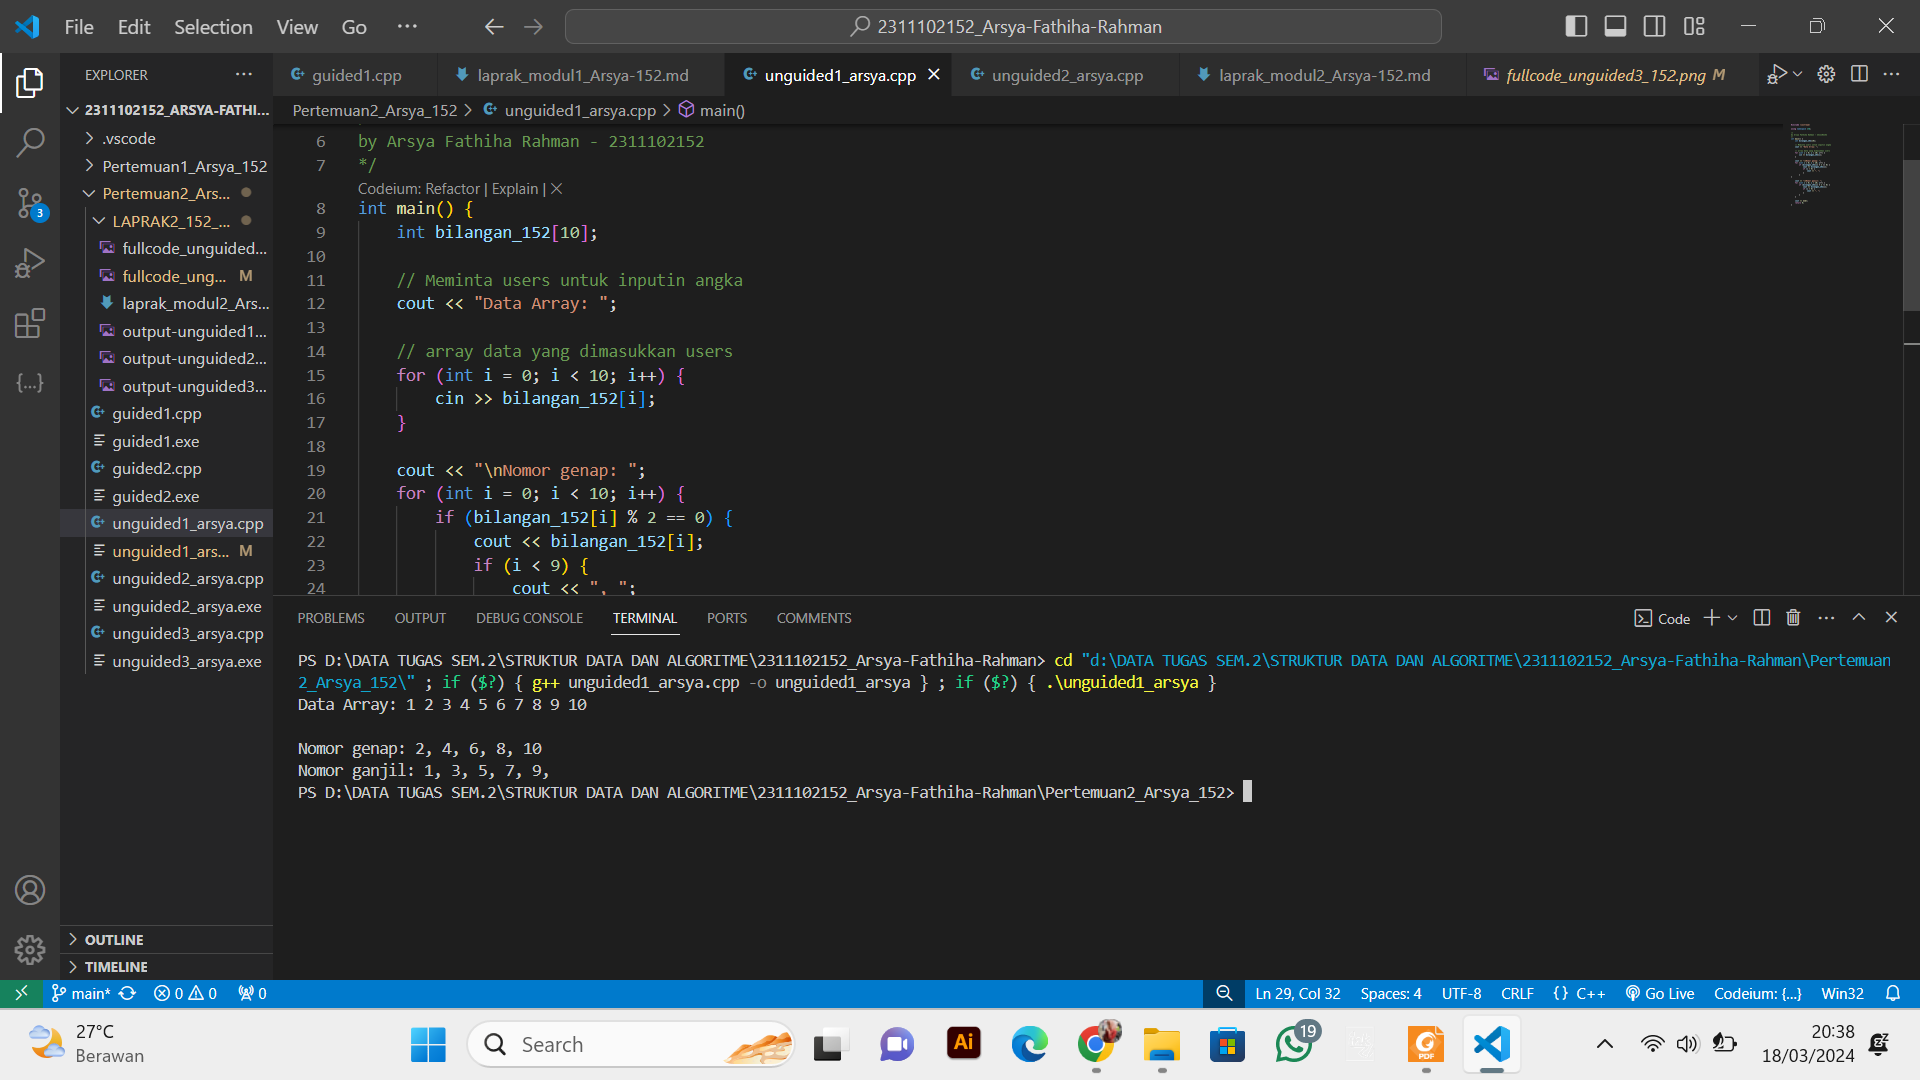 File Edit Selection View Go ···
2311102152_Arsya-Fathiha-Rahman
EXPLORER
guided1.cpp
laprak_modul1_Arsya-152.md
unguided1_arsya.cpp
unguided2_arsya.cpp
laprak_modul2_Arsya-152.md
fullcode_unguided3_152.png M
Pertemuan2_Arsya_152 > unguided1_arsya.cpp > main()
2311102152_ARSYA-FATHI...
.vscode
Pertemuan1_Arsya_152
Pertemuan2_Ars...
LAPRAK2_152_...
fullcode_unguided...
fullcode_ung... M
laprak_modul2_Ars...
output-unguided1...
output-unguided2...
output-unguided3...
guided1.cpp
guided1.exe
guided2.cpp
guided2.exe
unguided1_arsya.cpp
unguided1_ars... M
unguided2_arsya.cpp
unguided2_arsya.exe
unguided3_arsya.cpp
unguided3_arsya.exe
OUTLINE
TIMELINE
3
6 by Arsya Fathiha Rahman - 2311102152
7 */
Codeium: Refactor | Explain | ×
8 int main() {
9 int bilangan_152[10];
10
11 // Meminta users untuk inputin angka
12 cout << "Data Array: ";
13
14 // array data yang dimasukkan users
15 for (int i = 0; i < 10; i++) {
16 cin >> bilangan_152[i];
17 }
18
19 cout << "\nNomor genap: ";
20 for (int i = 0; i < 10; i++) {
21 if (bilangan_152[i] % 2 == 0) {
22 cout << bilangan_152[i];
23 if (i < 9) {
24 cout << ", ";
PROBLEMS OUTPUT DEBUG CONSOLE TERMINAL PORTS COMMENTS
Code
PS D:\DATA TUGAS SEM.2\STRUKTUR DATA DAN ALGORITME\2311102152_Arsya-Fathiha-Rahman> cd "d:\DATA TUGAS SEM.2\STRUKTUR DATA DAN ALGORITME\2311102152_Arsya-Fathiha-Rahman\Pertemuan
2_Arsya_152\" ; if ($?) { g++ unguided1_arsya.cpp -o unguided1_arsya } ; if ($?) { .\unguided1_arsya }
Data Array: 1 2 3 4 5 6 7 8 9 10
Nomor genap: 2, 4, 6, 8, 10
Nomor ganjil: 1, 3, 5, 7, 9,
PS D:\DATA TUGAS SEM.2\STRUKTUR DATA DAN ALGORITME\2311102152_Arsya-Fathiha-Rahman\Pertemuan2_Arsya_152>
main* 0 0 0 Ln 29, Col 32 Spaces: 4 UTF-8 CRLF {} C++ Go Live Codeium: {...} Win32
27°C
Berawan
Search
Ai
PDF
19
20:38
18/03/2024